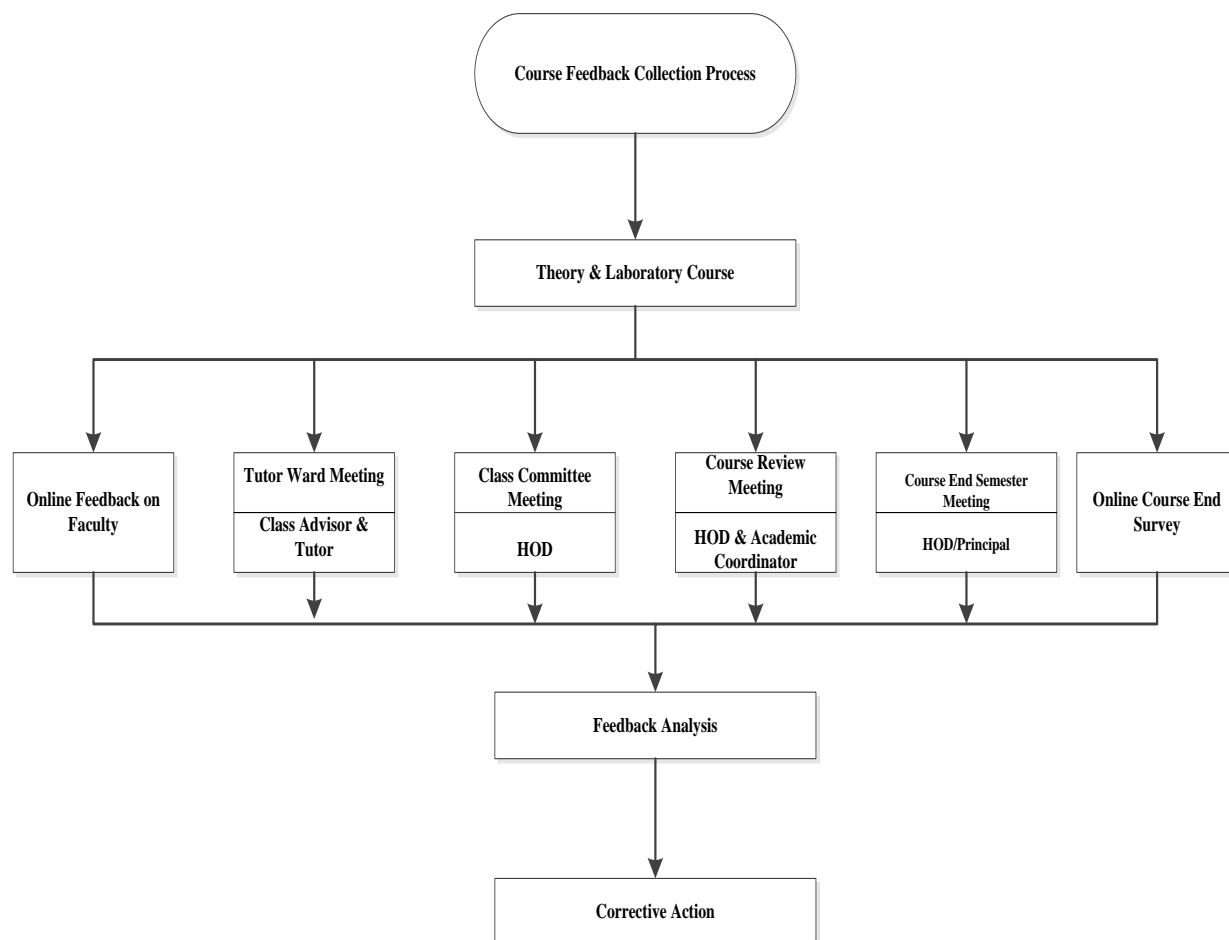 Course Feedback Collection Process
Theory & Laboratory Course
Online Feedback on
Faculty
Tutor Ward Meeting
Class Advisor &
Tutor
Class Committee
Meeting
HOD
Course Review
Meeting
HOD & Academic
Coordinator
Course End Semester
Meeting
HOD/Principal
Online Course End
Survey
Feedback Analysis
Corrective Action